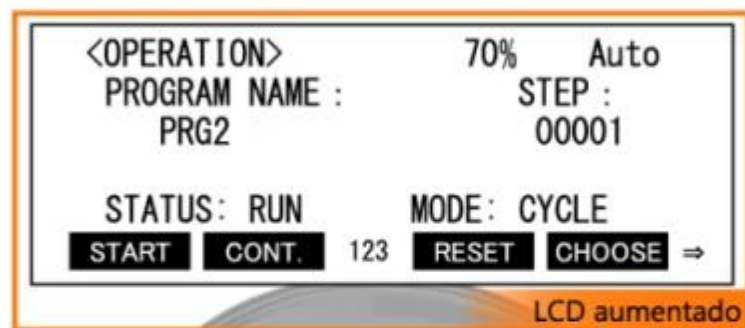 <OPERATION> 70% Auto
PROGRAM NAME : STEP :
PRG2 00001
STATUS: RUN MODE: CYCLE
START CONT. 123 RESET CHOOSE ⇒
LCD aumentado